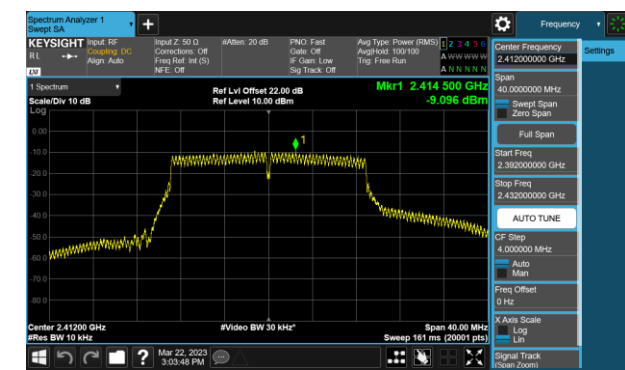 Spectrum Analyzer 1
Swept SA
+
Frequency
KEYSIGHT
Input: RF
Coupling: DC
Align: Auto
Input Z: 50 Ω
Corrections: Off
Freq Ref: Int (S)
NFE: Off
#Atten: 20 dB
PNO: Fast
Gate: Off
IF Gain: Low
Sig Track: Off
Avg Type: Power (RMS)
Avg|Hold: 100/100
Trig: Free Run
1 2 3 4 5 6
A W W W W W
A N N N N N
RL
LXI
1 Spectrum
Scale/Div 10 dB
Log
Ref Lvl Offset 22.00 dB
Ref Level 10.00 dBm
Mkr1 2.414 500 GHz
-9.096 dBm
1
0.00
-10.0
-20.0
-30.0
-40.0
-50.0
-60.0
-70.0
-80.0
Center 2.41200 GHz
#Res BW 10 kHz
#Video BW 30 kHz*
Span 40.00 MHz
Sweep 161 ms (20001 pts)
Center Frequency
2.412000000 GHz
Settings
Span
40.0000000 MHz
Swept Span
Zero Span
Full Span
Start Freq
2.392000000 GHz
Stop Freq
2.432000000 GHz
AUTO TUNE
CF Step
4.000000 MHz
Auto
Man
Freq Offset
0 Hz
X Axis Scale
Log
Lin
Signal Track
(Span Zoom)
?
Mar 22, 2023
3:03:48 PM